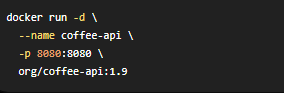 docker run -d \
  --name coffee-api \
  -p 8080:8080 \
  org/coffee-api:1.9